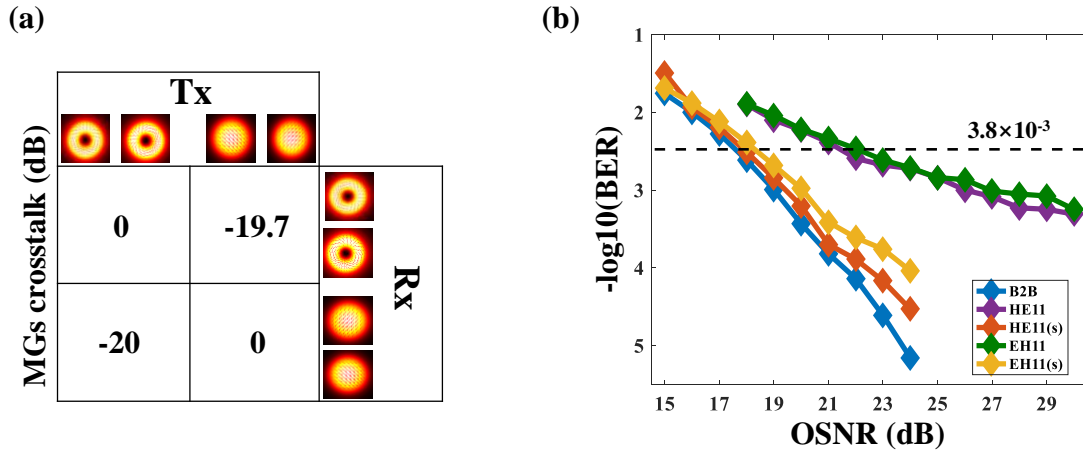 (a)
Tx
MGs crosstalk (dB)
0
-19.7
-20
0
Rx
(b)
-log10(BER)
1
2
3
4
5
3.8×10⁻³
B2B
HE11
HE11(s)
EH11
EH11(s)
15 17 19 21 23 25 27 29
OSNR (dB)